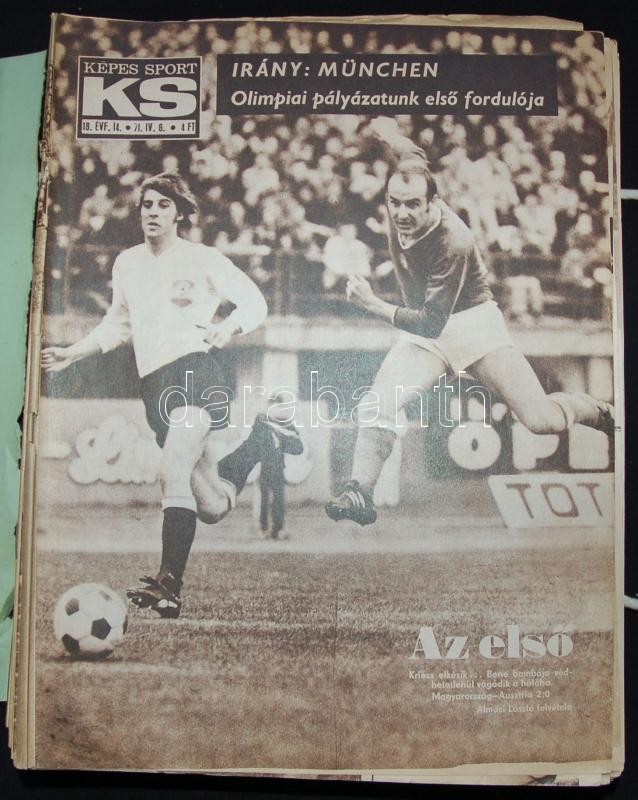 KÉPES SPORT
KS
18. ÉVF. 14. • 71. IV. 6. • 4 FT
IRÁNY: MÜNCHEN
Olimpiai pályázatunk első fordulója
darabanth
TOT
Az első
Kriess elkésik... Bene bombája véd-
hetetlenül vágódik a hálóba.
Magyarország—Ausztria 2:0
Almási László felvétele